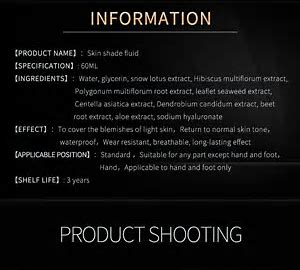 INFORMATION
【PRODUCT NAME】: Skin shade fluid
【SPECIFICATION】: 60ML
【INGREDIENTS】: Water, glycerin, snow lotus extract, Hibiscus multiflorum extract,
Polygonum multiflorum root extract, leaflet seaweed extract,
Centella asiatica extract, Dendrobium candidum extract, beet
root extract, aloe extract, sodium hyaluronate
【EFFECT】: To cover the blemishes of light skin，Return to normal skin tone，
waterproof，Wear resistant, breathable, long-lasting effect
【APPLICABLE POSITION】: Standard，Suitable for any part except hand and foot，
Hand，Applicable to hand and foot only
【SHELF LIFE】: 3 years
PRODUCT SHOOTING